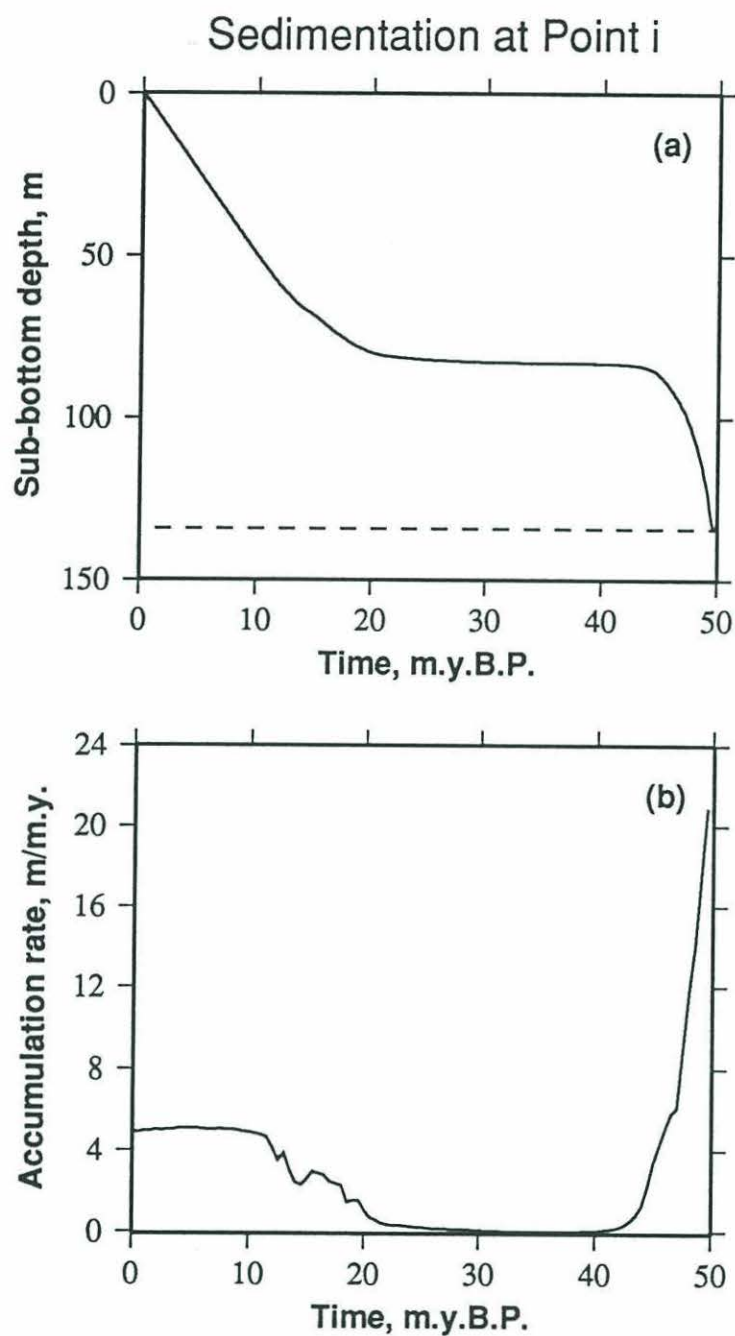 Sedimentation at Point i
(a)
Sub-bottom depth, m
0
50
100
150
0 10 20 30 40 50
Time, m.y.B.P.
(b)
Accumulation rate, m/m.y.
24
20
16
12
8
4
0
0 10 20 30 40 50
Time, m.y.B.P.